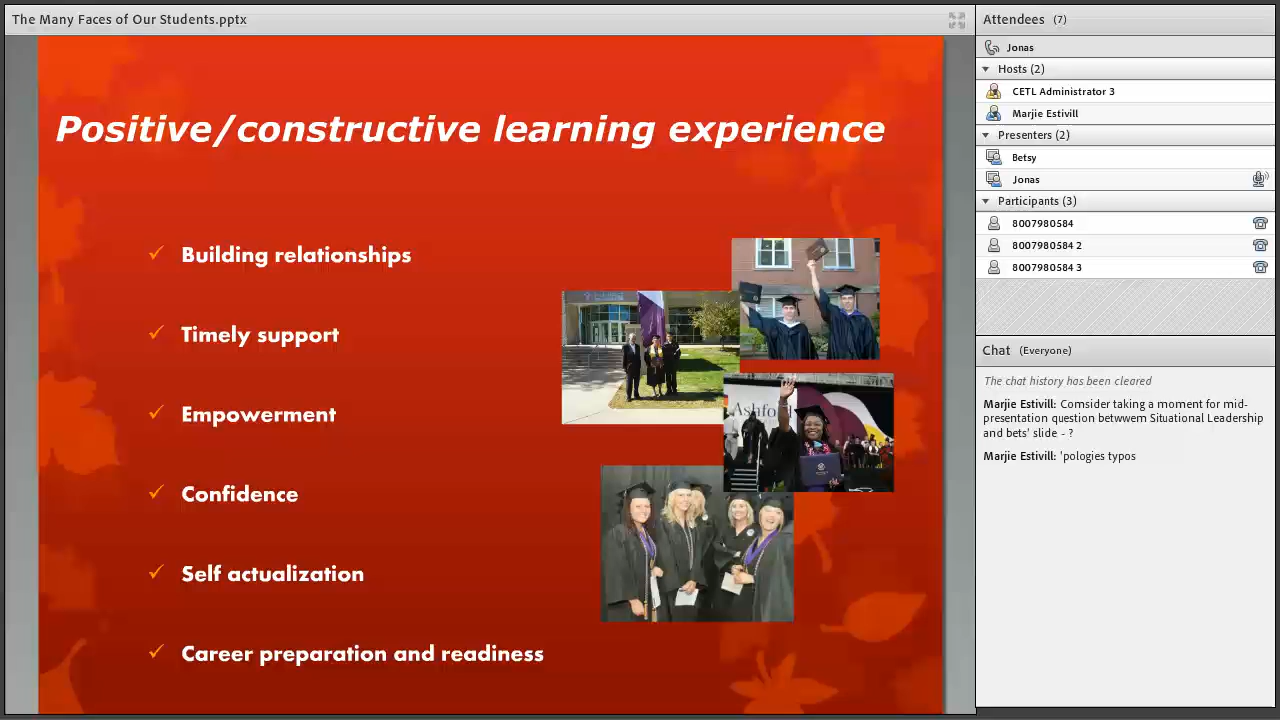 The Many Faces of Our Students.pptx
Positive/constructive learning experience
Building relationships
Timely support
Empowerment
Confidence
Self actualization
Career preparation and readiness
Ashfo
Attendees (7)
Jonas
Hosts (2)
CETL Administrator 3
Marjie Estivill
Presenters (2)
Betsy
Jonas
Participants (3)
8007980584
8007980584 2
8007980584 3
Chat (Everyone)
The chat history has been cleared
Marjie Estivill: Comsider taking a moment for mid-
presentation question betwwem Situational Leadership
and bets' slide - ?
Marjie Estivill: 'pologies typos